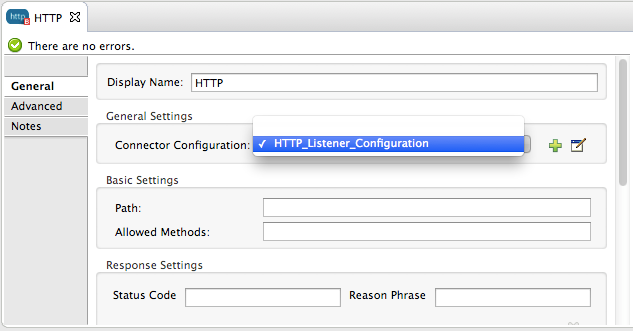 http
HTTP
There are no errors.
General
Advanced
Notes
Display Name:
HTTP
General Settings
Connector Configuration:
✓ HTTP_Listener_Configuration
Basic Settings
Path:
Allowed Methods:
Response Settings
Status Code
Reason Phrase